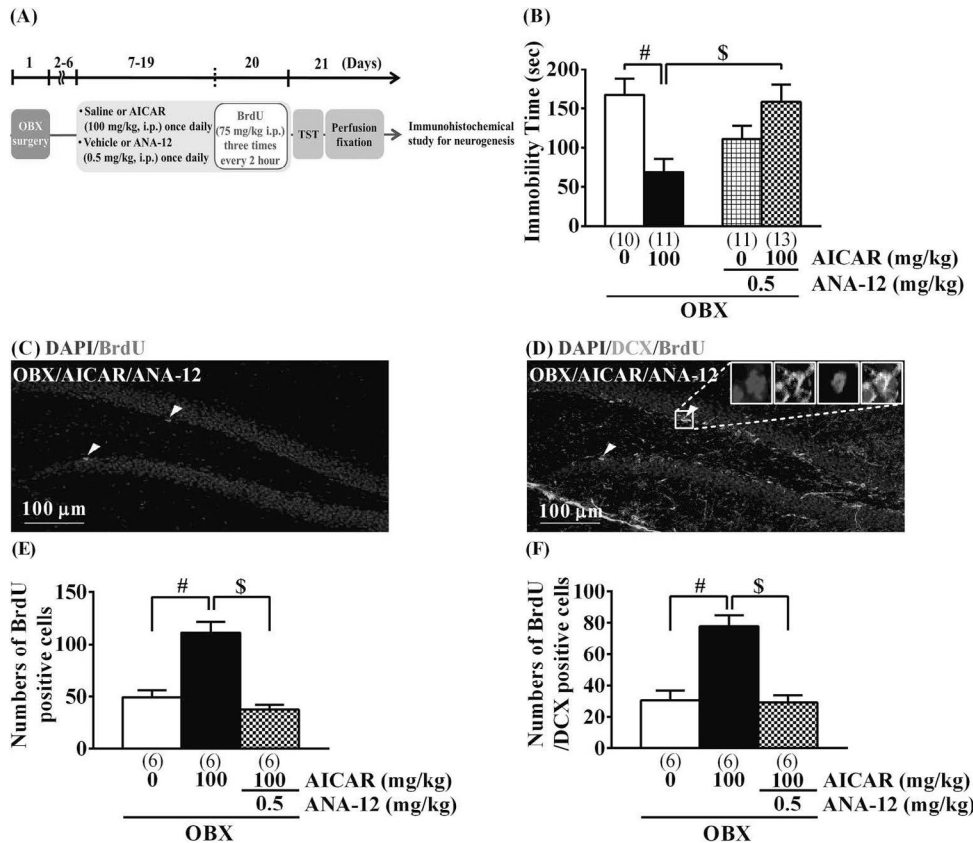 (A)
1 2-6 7-19 20 21 (Days)
OBX
surgery
• Saline or AICAR
(100 mg/kg, i.p.) once daily
• Vehicle or ANA-12
(0.5 mg/kg, i.p.) once daily
BrdU
(75 mg/kg i.p.)
three times
every 2 hour
TST
Perfusion
fixation
Immunohistochemical
study for neurogenesis
(B)
Immobility Time (sec)
200
150
100
50
0
# $
(10) (11) (11) (13)
0 100 0 100 AICAR (mg/kg)
0.5 ANA-12 (mg/kg)
OBX
(C) DAPI/BrdU
OBX/AICAR/ANA-12
100 μm
(D) DAPI/DCX/BrdU
OBX/AICAR/ANA-12
100 μm
(E)
Numbers of BrdU
positive cells
150
100
50
0
# $
(6) (6) (6)
0 100 100 AICAR (mg/kg)
0.5 ANA-12 (mg/kg)
OBX
(F)
Numbers of BrdU
/DCX positive cells
100
80
60
40
20
0
# $
(6) (6) (6)
0 100 100 AICAR (mg/kg)
0.5 ANA-12 (mg/kg)
OBX